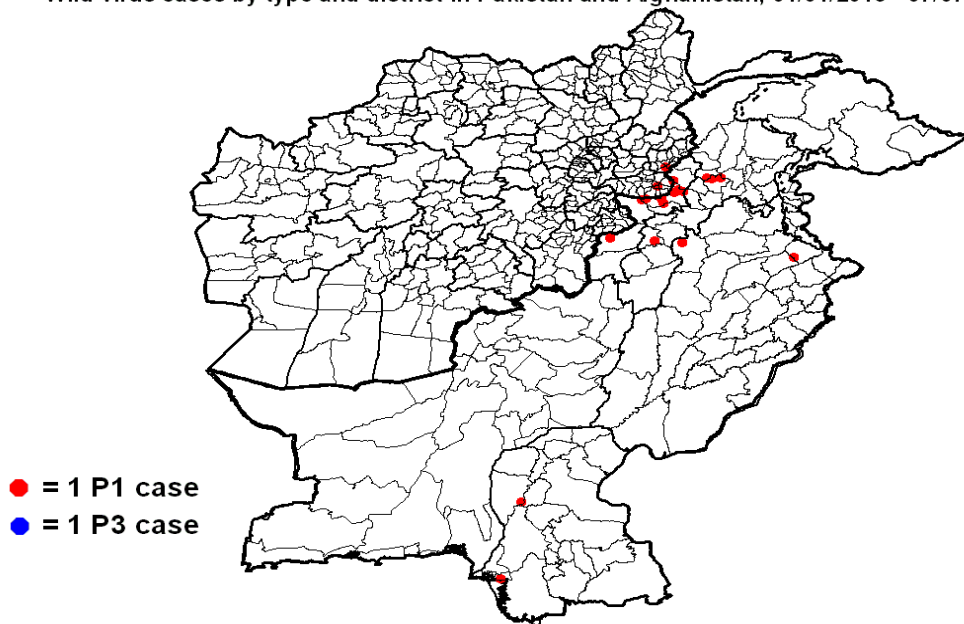 Wild virus cases by type and district in Pakistan and Afghanistan,
= 1 P1 case
= 1 P3 case